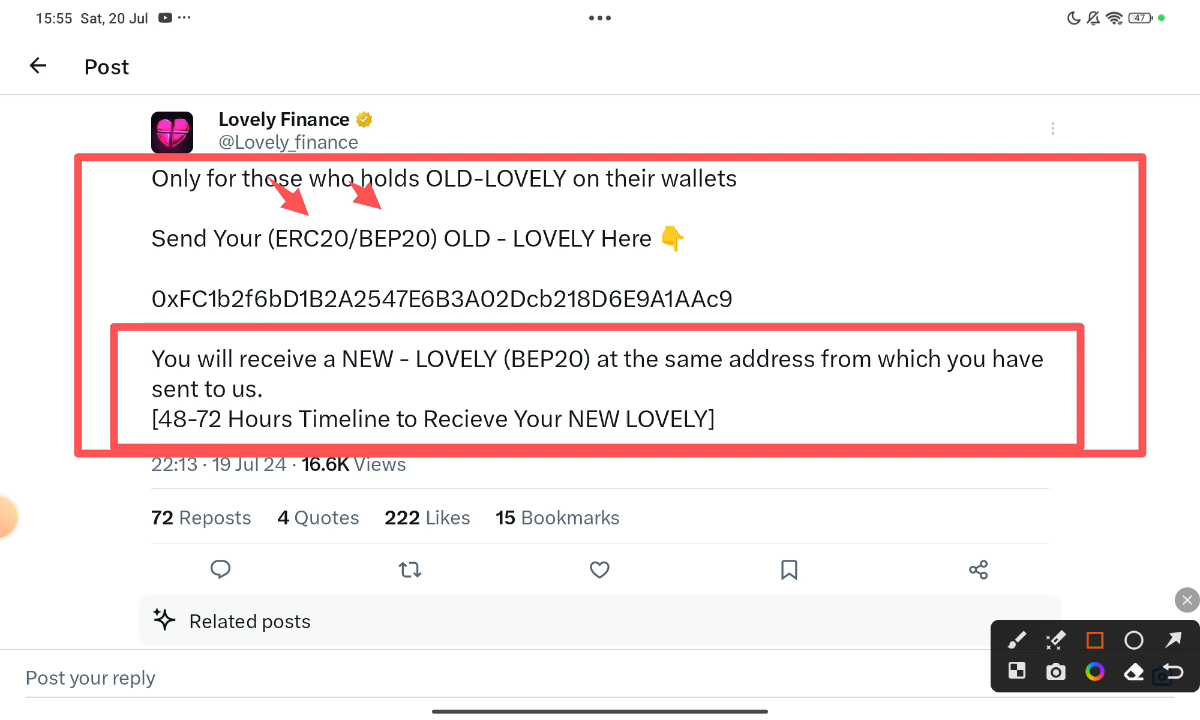 15:55 Sat, 20 Jul
47
Post
Lovely Finance
@Lovely_finance
Only for those who holds OLD-LOVELY on their wallets
Send Your (ERC20/BEP20) OLD - LOVELY Here 👇
0xFC1b2f6bD1B2A2547E6B3A02Dcb218D6E9A1AAc9
You will receive a NEW - LOVELY (BEP20) at the same address from which you have
sent to us.
[48-72 Hours Timeline to Recieve Your NEW LOVELY]
22:13 · 19 Jul 24 · 16.6K Views
72 Reposts 4 Quotes 222 Likes 15 Bookmarks
Related posts
Post your reply